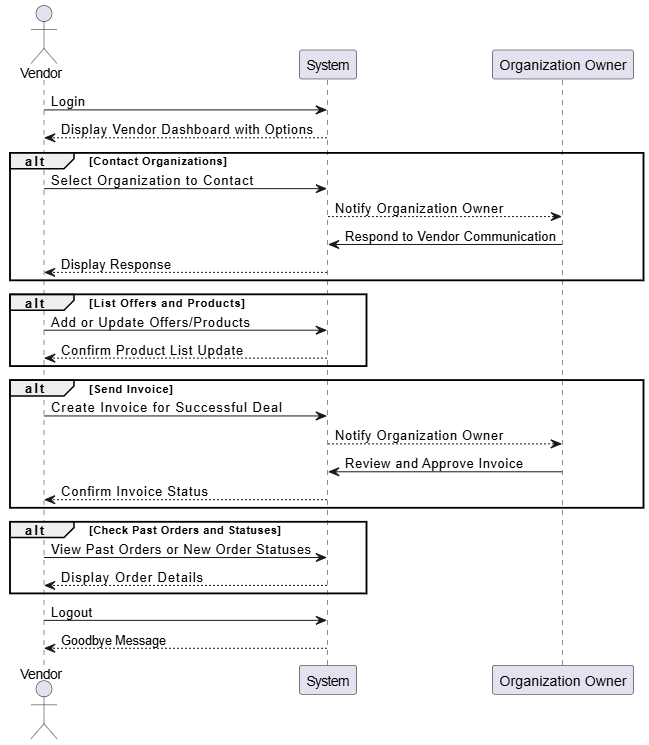 Vendor
System
Organization Owner
Login
Display Vendor Dashboard with Options
alt [Contact Organizations]
Select Organization to Contact
Notify Organization Owner
Respond to Vendor Communication
Display Response
alt [List Offers and Products]
Add or Update Offers/Products
Confirm Product List Update
alt [Send Invoice]
Create Invoice for Successful Deal
Notify Organization Owner
Review and Approve Invoice
Confirm Invoice Status
alt [Check Past Orders and Statuses]
View Past Orders or New Order Statuses
Display Order Details
Logout
Goodbye Message
Vendor
System
Organization Owner